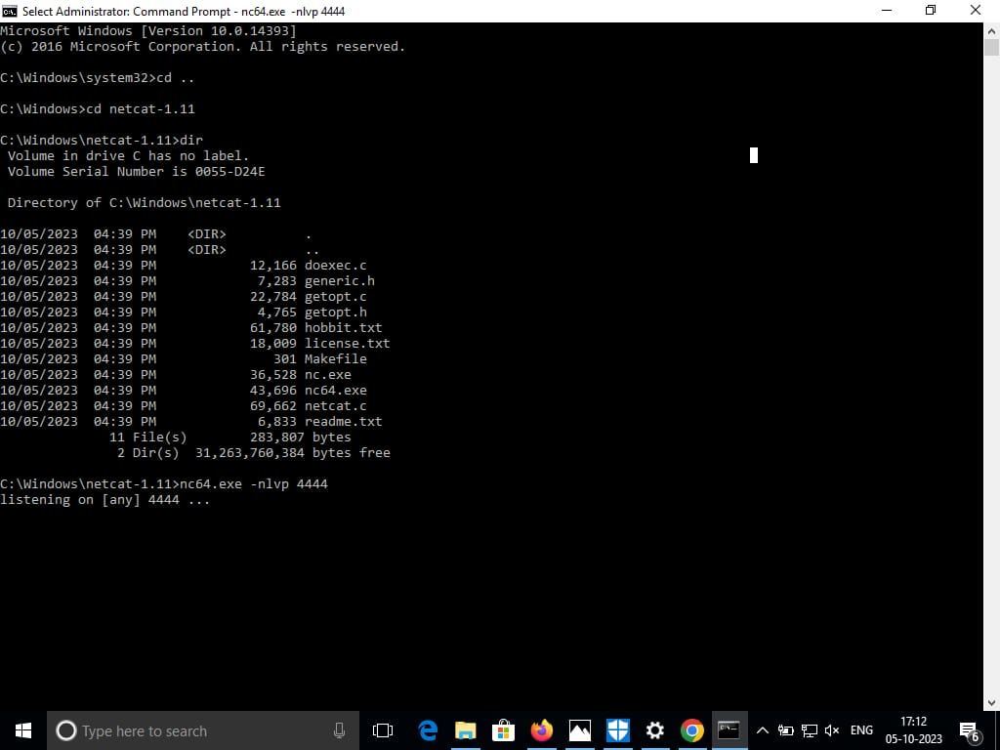 Select Administrator: Command Prompt - nc64.exe  -nlvp 4444
Microsoft Windows [Version 10.0.14393]
(c) 2016 Microsoft Corporation. All rights reserved.
C:\Windows\system32>cd ..
C:\Windows>cd netcat-1.11
C:\Windows\netcat-1.11>dir
 Volume in drive C has no label.
 Volume Serial Number is 0055-D24E
 Directory of C:\Windows\netcat-1.11
10/05/2023  04:39 PM    <DIR>          .
10/05/2023  04:39 PM    <DIR>          ..
10/05/2023  04:39 PM            12,166 doexec.c
10/05/2023  04:39 PM             7,283 generic.h
10/05/2023  04:39 PM            22,784 getopt.c
10/05/2023  04:39 PM             4,765 getopt.h
10/05/2023  04:39 PM            61,780 hobbit.txt
10/05/2023  04:39 PM            18,009 license.txt
10/05/2023  04:39 PM               301 Makefile
10/05/2023  04:39 PM            36,528 nc.exe
10/05/2023  04:39 PM            43,696 nc64.exe
10/05/2023  04:39 PM            69,662 netcat.c
10/05/2023  04:39 PM             6,833 readme.txt
              11 File(s)        283,807 bytes
               2 Dir(s)  31,263,760,384 bytes free
C:\Windows\netcat-1.11>nc64.exe -nlvp 4444
listening on [any] 4444 ...
Type here to search
ENG
17:12
05-10-2023
6